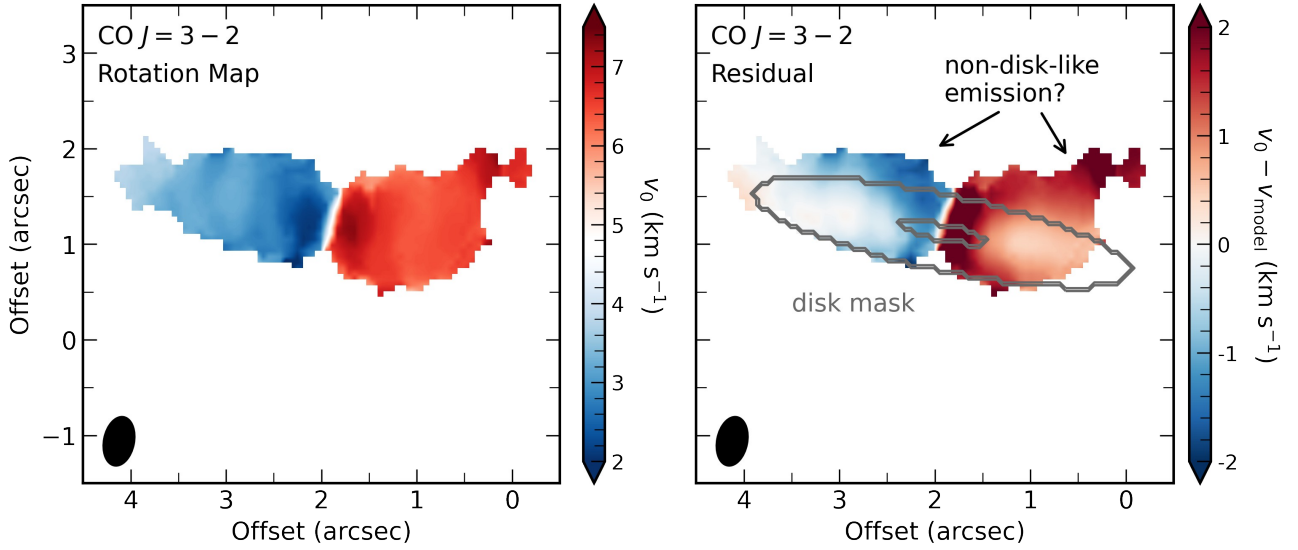 CO J = 3 − 2
Rotation Map
3
2
1
0
−1
Offset (arcsec)
4 3 2 1 0
Offset (arcsec)
7
6
5
4
3
2
v₀ (km s⁻¹)
CO J = 3 − 2
Residual
non-disk-like
emission?
disk mask
4 3 2 1 0
Offset (arcsec)
2
1
0
-1
-2
v₀ − v_model (km s⁻¹)